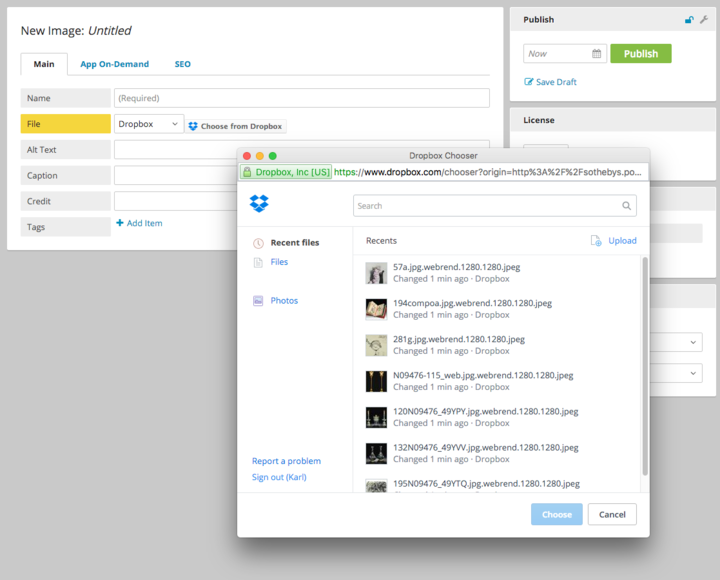 New Image: Untitled
Main
App On-Demand
SEO
Name
(Required)
File
Dropbox
Choose from Dropbox
Alt Text
Caption
Credit
Tags
Add Item
Publish
Now
Publish
Save Draft
License
Dropbox Chooser
Dropbox, Inc [US]
https://www.dropbox.com/chooser?origin=http%3A%2F%2Fsothebys.po...
Search
Recent files
Files
Photos
Report a problem
Sign out (Karl)
Recents
Upload
57a.jpg.webrend.1280.1280.jpeg
Changed 1 min ago · Dropbox
194compoa.jpg.webrend.1280.1280.jpeg
Changed 1 min ago · Dropbox
281g.jpg.webrend.1280.1280.jpeg
Changed 1 min ago · Dropbox
N09476-115_web.jpg.webrend.1280.1280.jpeg
Changed 1 min ago · Dropbox
120N09476_49YPY.jpg.webrend.1280.1280.jpeg
Changed 1 min ago · Dropbox
132N09476_49YVV.jpg.webrend.1280.1280.jpeg
Changed 1 min ago · Dropbox
195N09476_49YTQ.jpg.webrend.1280.1280.jpeg
Choose
Cancel